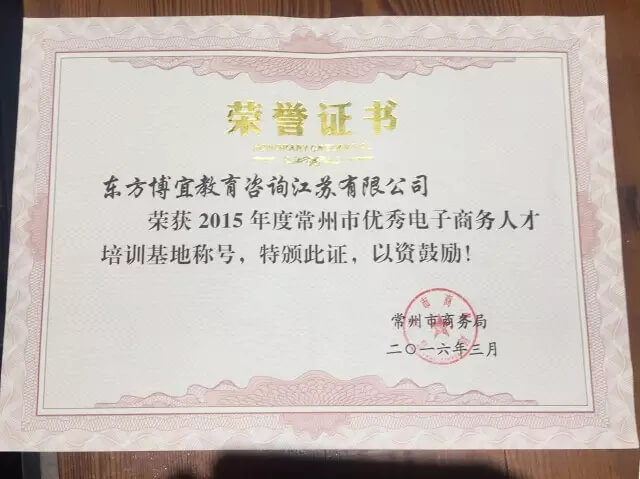 荣誉证书
东方博宜教育咨询江苏有限公司
荣获2015年度常州市优秀电子商务人才
培训基地称号，特颁此证，以资鼓励！
常州市商务局
二〇一六年三月